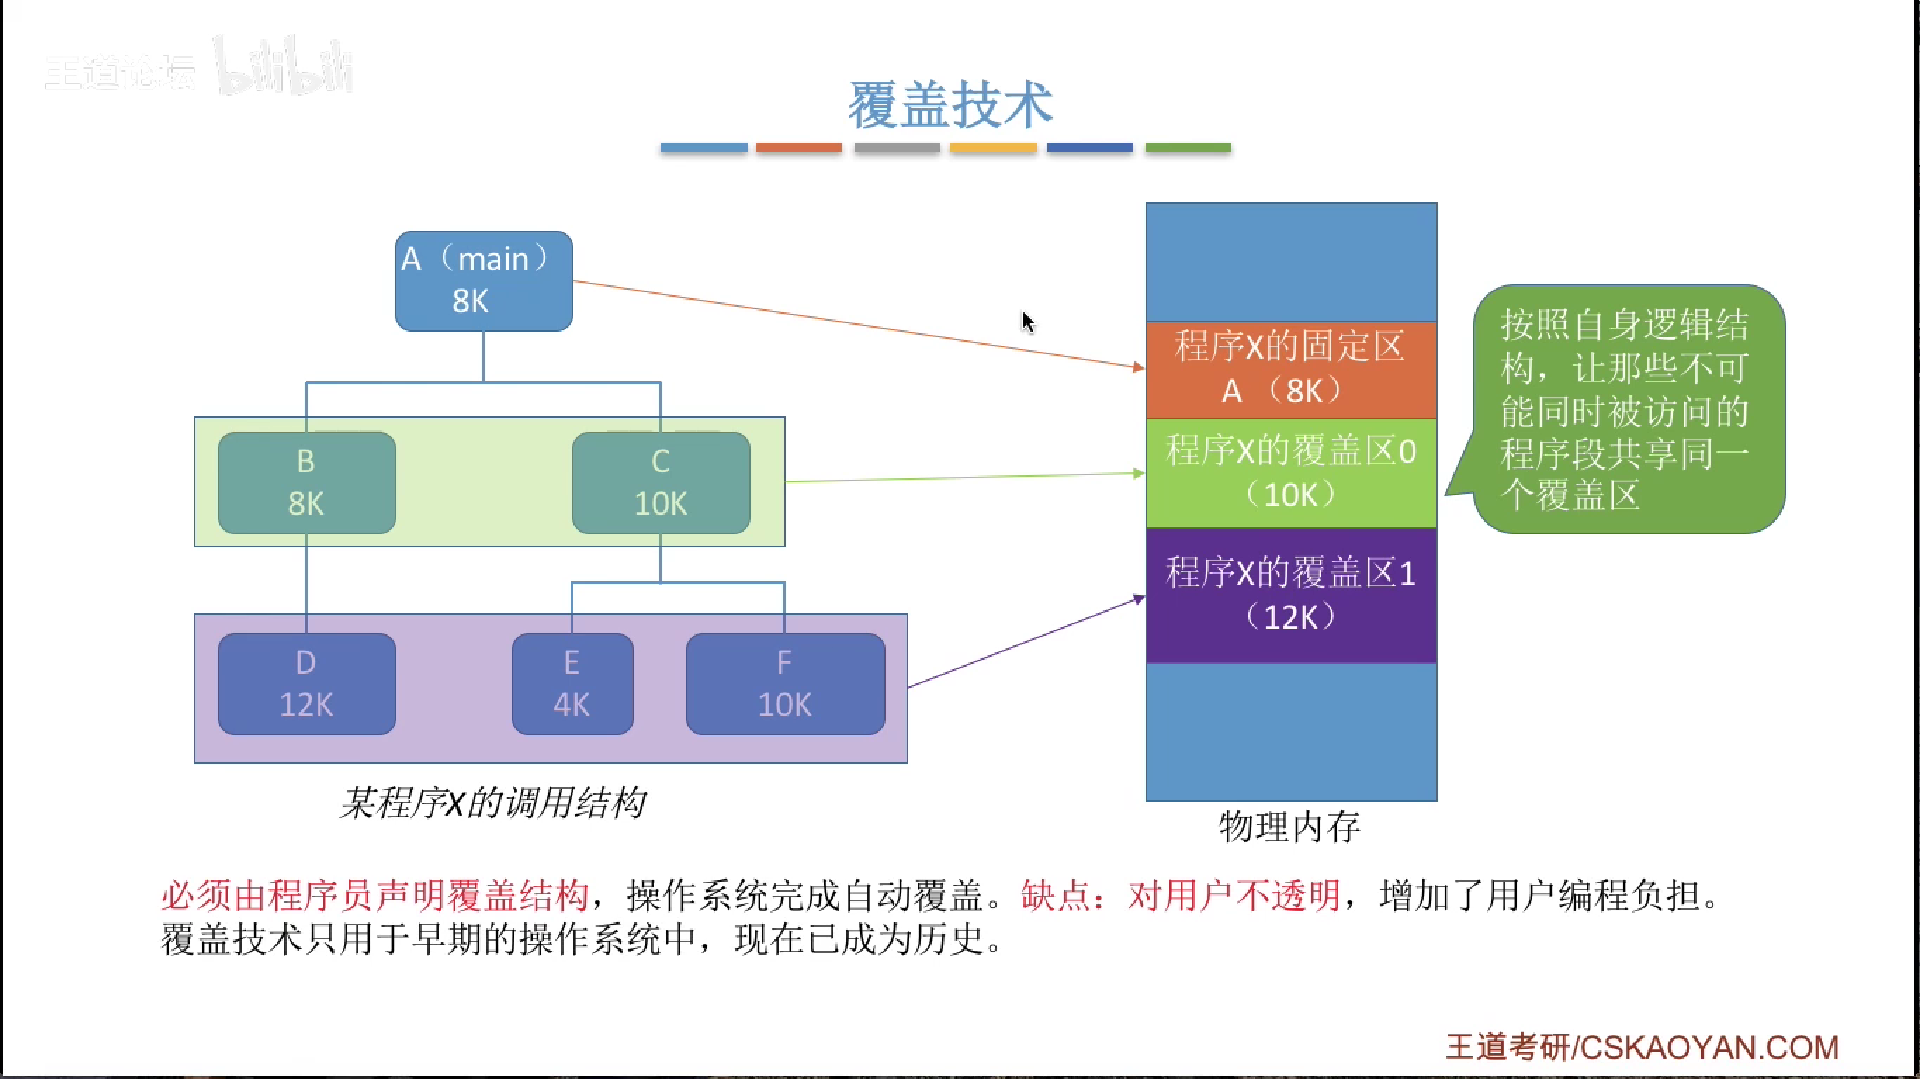 王道论坛 bilibili
覆盖技术
A（main）
8K
B
8K
C
10K
D
12K
E
4K
F
10K
某程序X的调用结构
程序X的固定区
A （8K）
程序X的覆盖区0
（10K）
程序X的覆盖区1
（12K）
物理内存
按照自身逻辑结
构，让那些不可
能同时被访问的
程序段共享同一
个覆盖区
必须由程序员声明覆盖结构，操作系统完成自动覆盖。缺点：对用户不透明，增加了用户编程负担。
覆盖技术只用于早期的操作系统中，现在已成为历史。
王道考研/CSKAOYAN.COM